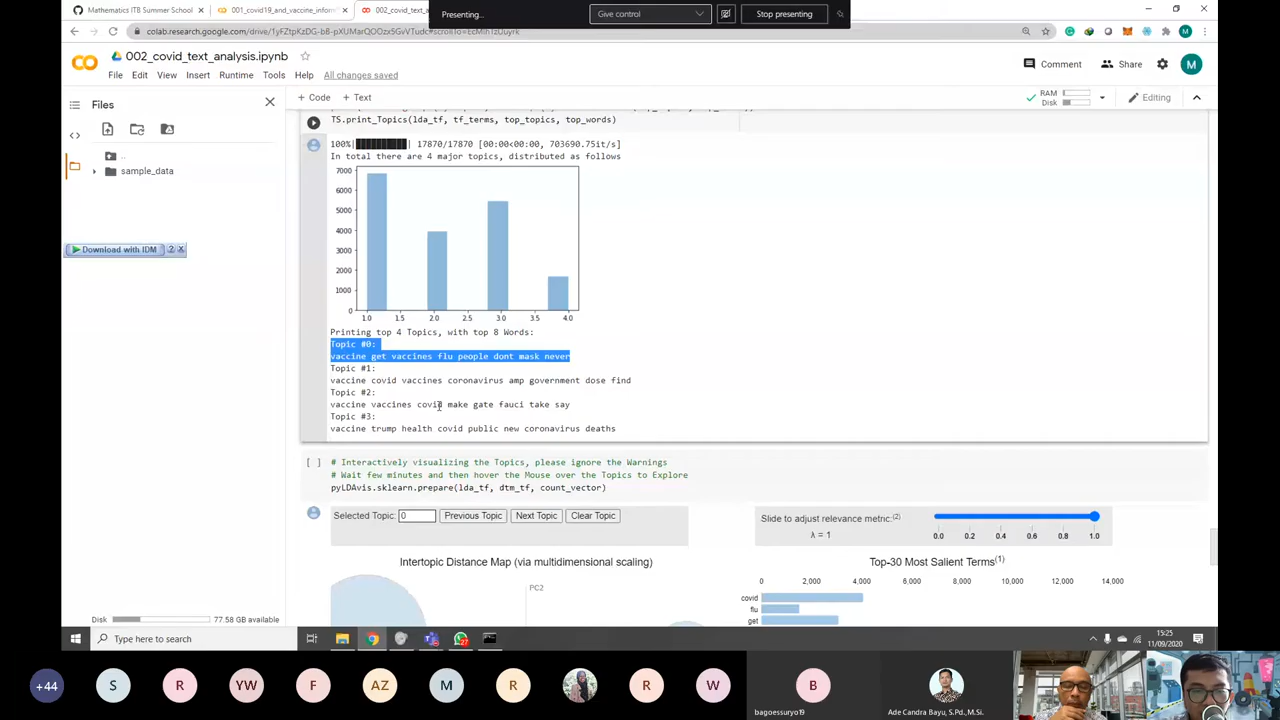 Mathematics ITB Summer School
001_covid19_and_vaccine_inform
002_covid_text_a
Presenting...
Give control
Stop presenting
002_covid_text_analysis.ipynb
File Edit View Insert Runtime Tools Help All changes saved
Comment
Share
M
+ Code + Text
RAM
Disk
Editing
Files
..
sample_data
Download with IDM ? X
Disk
77.58 GB available
TS.print_Topics(lda_tf, tf_terms, top_topics, top_words)
100%| | 17870/17870 [00:00<00:00, 703690.75it/s]
In total there are 4 major topics, distributed as follows
7000
6000
5000
4000
3000
2000
1000
0
1.0 1.5 2.0 2.5 3.0 3.5 4.0
Printing top 4 Topics, with top 8 Words:
Topic #0:
vaccine get vaccines flu people dont mask never
Topic #1:
vaccine covid vaccines coronavirus amp government dose find
Topic #2:
vaccine vaccines covid make gate fauci take say
Topic #3:
vaccine trump health covid public new coronavirus deaths
[ ] # Interactively visualizing the Topics, please ignore the Warnings
# Wait few minutes and then hover the Mouse over the Topics to Explore
pyLDAvis.sklearn.prepare(lda_tf, dtm_tf, count_vector)
Selected Topic: 0 Previous Topic Next Topic Clear Topic
Slide to adjust relevance metric:(2)
λ = 1
0.0 0.2 0.4 0.6 0.8 1.0
Intertopic Distance Map (via multidimensional scaling)
PC2
Top-30 Most Salient Terms(1)
0 2,000 4,000 6,000 8,000 10,000 12,000 14,000
covid
flu
get
Type here to search
27
15:25
11/09/2020
+44 S R YW F AZ M R R W B
bagoessuryo19
Ade Candra Bayu, S.Pd.,M.Si.